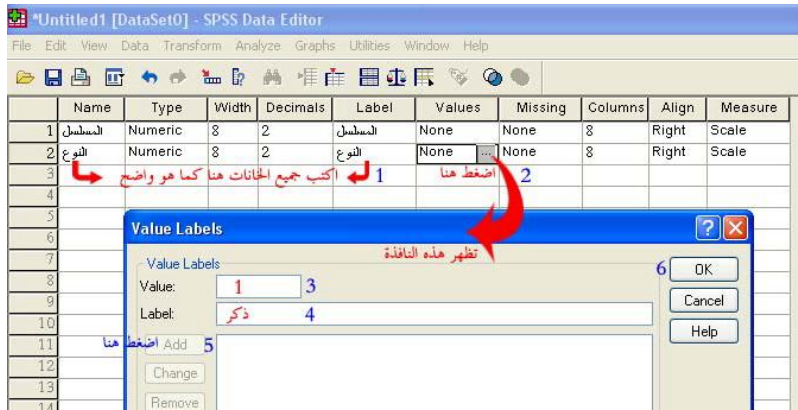 *Untitled1 [DataSet0] - SPSS Data Editor
File Edit View Data Transform Analyze Graphs Utilities Window Help
Name Type Width Decimals Label Values Missing Columns Align Measure
1 المسلسل Numeric 8 2 المسلسل None None 8 Right Scale
2 النوع Numeric 8 2 النوع None ... None 8 Right Scale
3 اكتب جميع الخانات هنا كما هو واضح 1 اضغط هنا 2
4
5
6 Value Labels
7 تظهر هذه النافذة
Value Labels 6 OK
8 Value: 1 3
9 Cancel
10 Label: ذكر 4
Help
11 اضغط هنا Add 5
12 Change
13
14 Remove